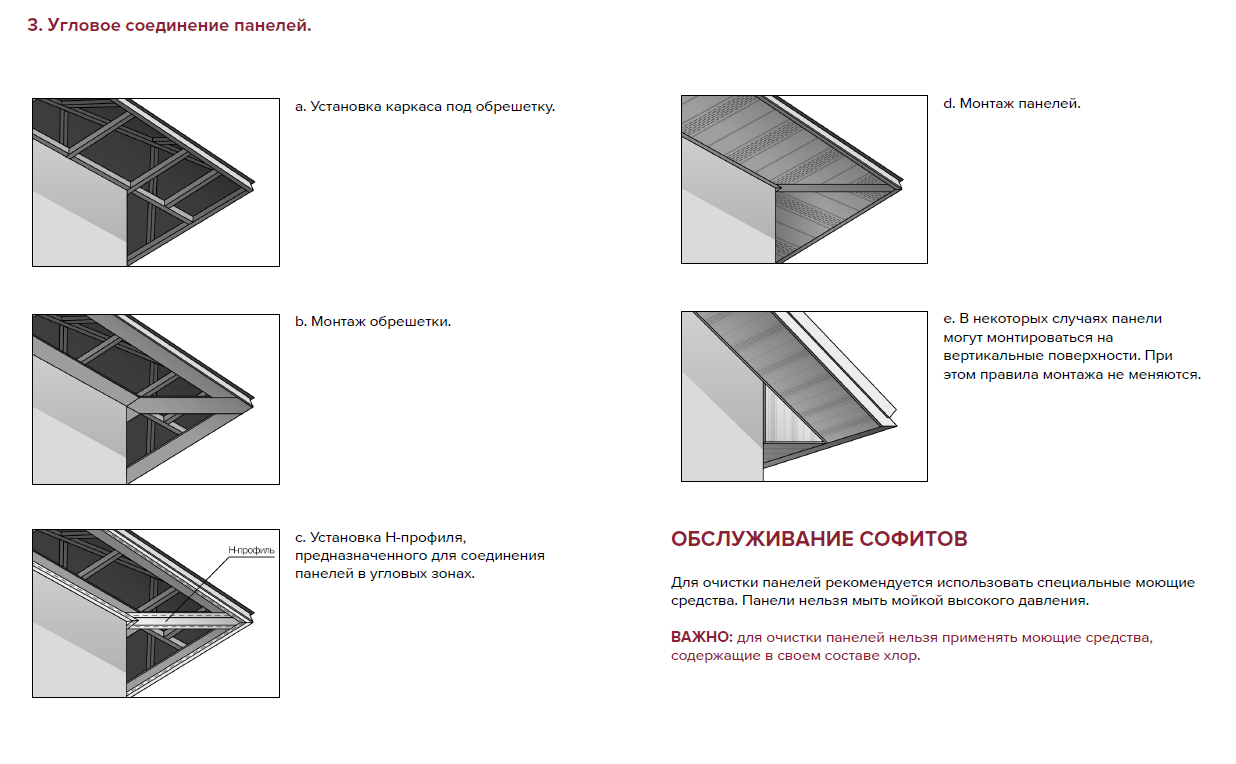 3. Угловое соединение панелей.
a. Установка каркаса под обрешетку.
b. Монтаж обрешетки.
Н-профиль
c. Установка Н-профиля,
предназначенного для соединения
панелей в угловых зонах.
d. Монтаж панелей.
e. В некоторых случаях панели
могут монтироваться на
вертикальные поверхности. При
этом правила монтажа не меняются.
ОБСЛУЖИВАНИЕ СОФИТОВ
Для очистки панелей рекомендуется использовать специальные моющие
средства. Панели нельзя мыть мойкой высокого давления.
ВАЖНО: для очистки панелей нельзя применять моющие средства,
содержащие в своем составе хлор.